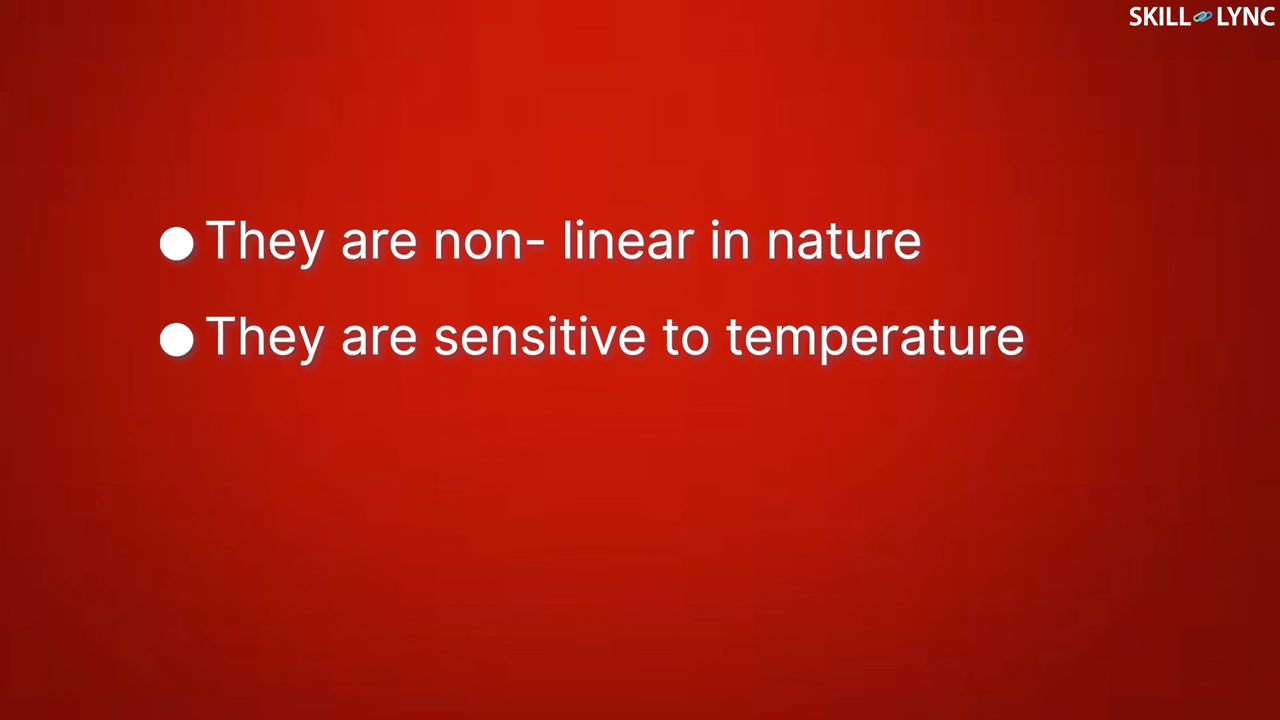 SKILL LYNC
● They are non- linear in nature
● They are sensitive to temperature